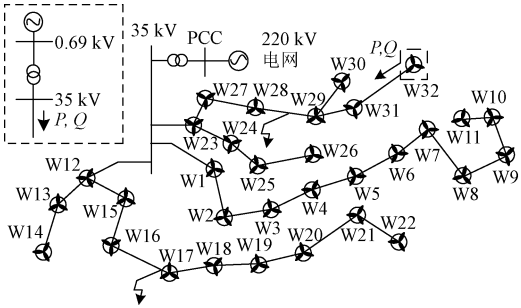 0.69 kV
35 kV
P, Q
35 kV
PCC
220 kV
电网
P,Q
W30
W32
W27
W28
W29
W31
W23
W24
W26
W25
W10
W11
W7
W9
W8
W6
W5
W4
W3
W2
W1
W12
W13
W15
W14
W16
W17
W18
W19
W20
W21
W22